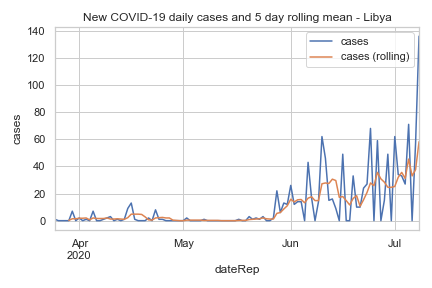 New COVID-19 daily cases and 5 day rolling mean - Libya
cases
cases (rolling)
140
120
100
80
60
40
20
0
cases
Apr
2020
May
Jun
Jul
dateRep